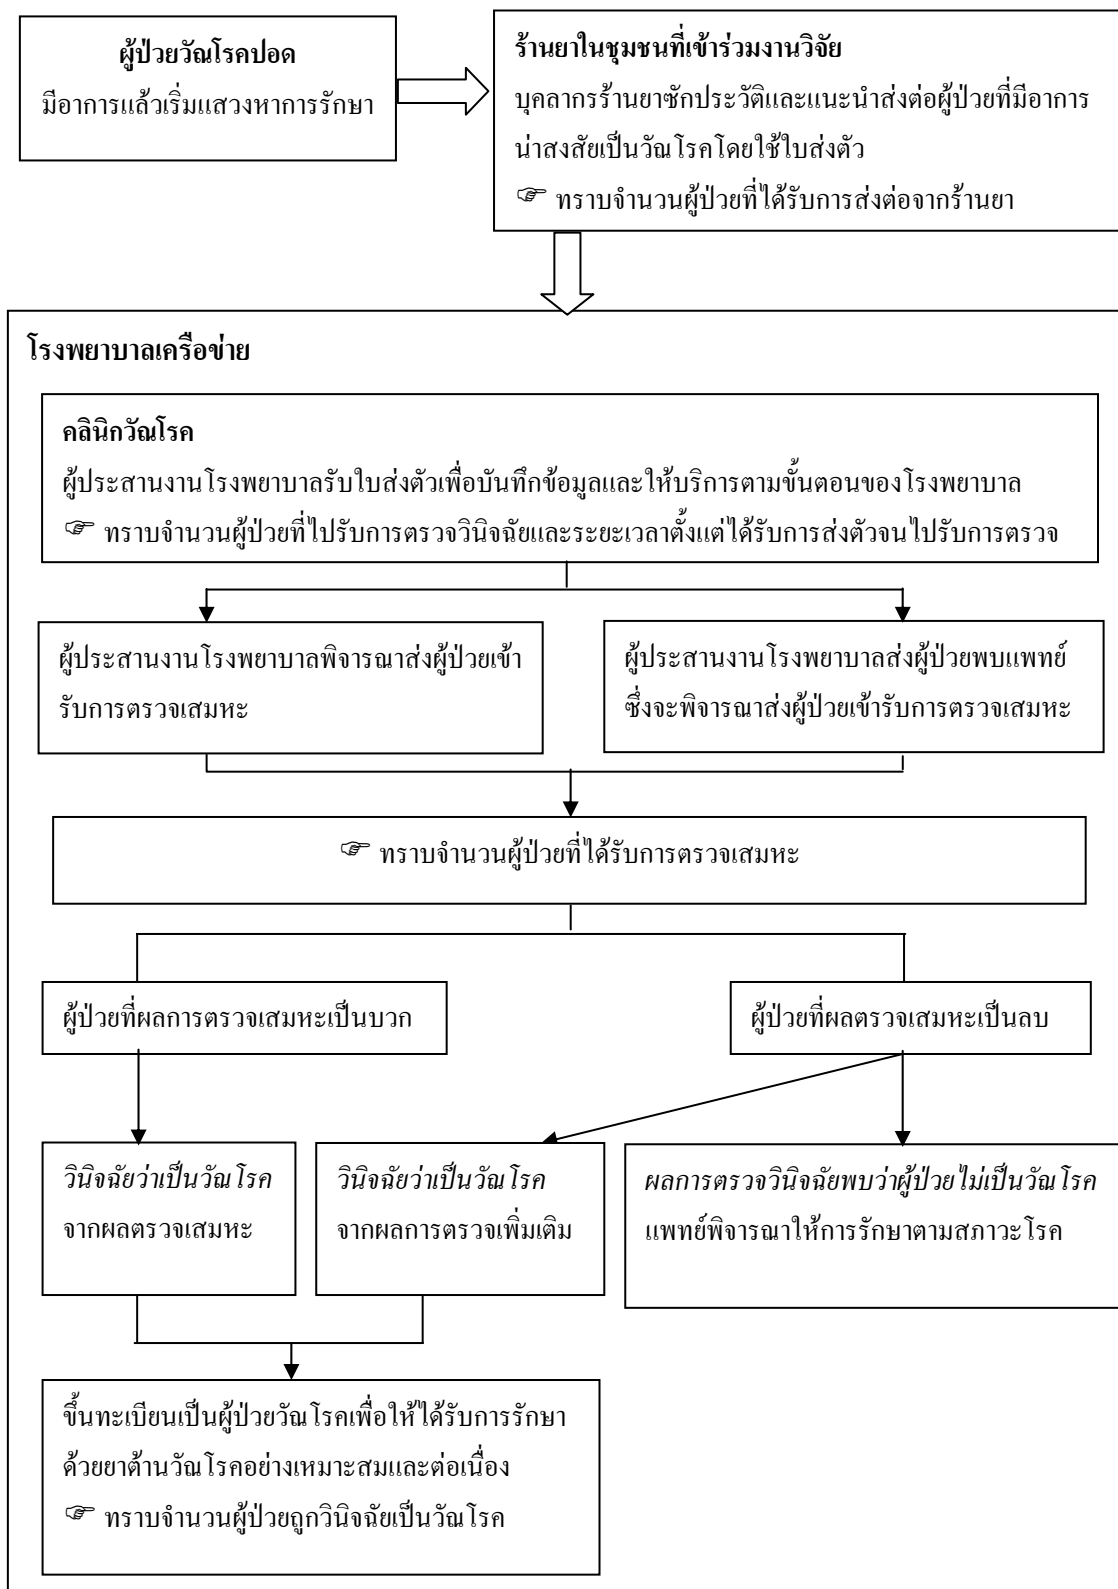 ผู้ป่วยวัณโรคปอด
มีอาการแล้วเริ่มแสวงหาการรักษา
ร้านยาในชุมชนที่เข้าร่วมงานวิจัย
บุคลากรร้านยาซักประวัติและแนะนำส่งต่อผู้ป่วยที่มีอาการ
น่าสงสัยเป็นวัณโรคโดยใช้ใบส่งตัว
☞ ทราบจำนวนผู้ป่วยที่ได้รับการส่งต่อจากร้านยา
โรงพยาบาลเครือข่าย
คลินิกวัณโรค
ผู้ประสานงานโรงพยาบาลรับใบส่งตัวเพื่อบันทึกข้อมูลและให้บริการตามขั้นตอนของโรงพยาบาล
☞ ทราบจำนวนผู้ป่วยที่ไปรับการตรวจวินิจฉัยและระยะเวลาตั้งแต่ได้รับการส่งตัวจนไปรับการตรวจ
ผู้ประสานงานโรงพยาบาลพิจารณาส่งผู้ป่วยเข้า
รับการตรวจเสมหะ
ผู้ประสานงานโรงพยาบาลส่งผู้ป่วยพบแพทย์
ซึ่งจะพิจารณาส่งผู้ป่วยเข้ารับการตรวจเสมหะ
☞ ทราบจำนวนผู้ป่วยที่ได้รับการตรวจเสมหะ
ผู้ป่วยที่ผลการตรวจเสมหะเป็นบวก
ผู้ป่วยที่ผลตรวจเสมหะเป็นลบ
วินิจฉัยว่าเป็นวัณโรค
จากผลตรวจเสมหะ
วินิจฉัยว่าเป็นวัณโรค
จากผลการตรวจเพิ่มเติม
ผลการตรวจวินิจฉัยพบว่าผู้ป่วยไม่เป็นวัณโรค
แพทย์พิจารณาให้การรักษาตามสภาวะโรค
ขึ้นทะเบียนเป็นผู้ป่วยวัณโรคเพื่อให้ได้รับการรักษา
ด้วยยาต้านวัณโรคอย่างเหมาะสมและต่อเนื่อง
☞ ทราบจำนวนผู้ป่วยถูกวินิจฉัยเป็นวัณโรค